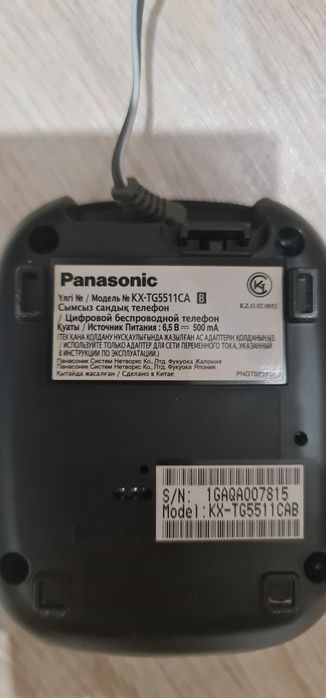 Panasonic
Үлгі № / Модель № KX-TG5511CA B
Сымсыз сандық телефон
/ Цифровой беспроводной телефон
Қуаты / Источник Питания : 6,5 В 500 mA
(ТЕК ҚАНА ҚОЛДАНУ НҰСҚАУЛЫҒЫНДА ЖАЗЫЛҒАН АС АДАПТЕРІН ҚОЛДАНЫҢЫЗ.
/ ИСПОЛЬЗУЙТЕ ТОЛЬКО АДАПТЕР ДЛЯ СЕТИ ПЕРЕМЕННОГО ТОКА, УКАЗАННЫЙ
В ИНСТРУКЦИИ ПО ЭКСПЛУАТАЦИИ.)
Панасоник Систем Нетворкс Ко., Лтд. Фукуока Жапония
Панасоник Систем Нетворкс Ко., Лтд. Фукуока Япония
Қытайда жасалған / Сделано в Китае
KZ.O.02.0052
S/N: 1GAQA007815
Model: KX-TG5511CAB